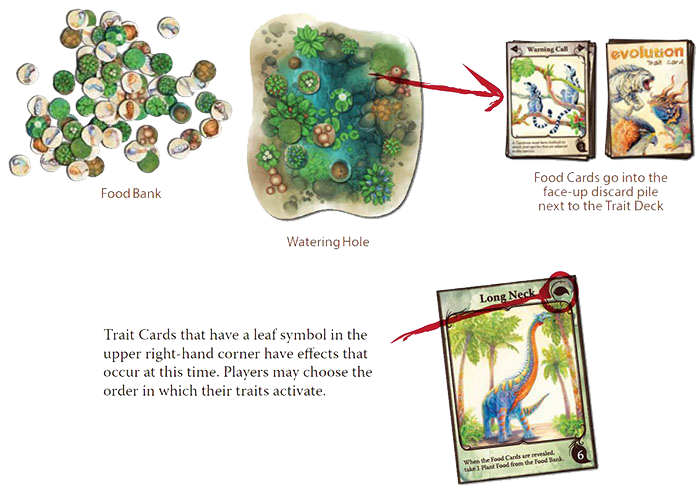 Warning Call
evolution
Trait Card
Food Bank
Watering Hole
Food Cards go into the
face-up discard pile
next to the Trait Deck
Long Neck
Trait Cards that have a leaf symbol in the
upper right-hand corner have effects that
occur at this time. Players may choose the
order in which their traits activate.
When the Food Cards are revealed,
take 1 Plant Food from the Food Bank.
6